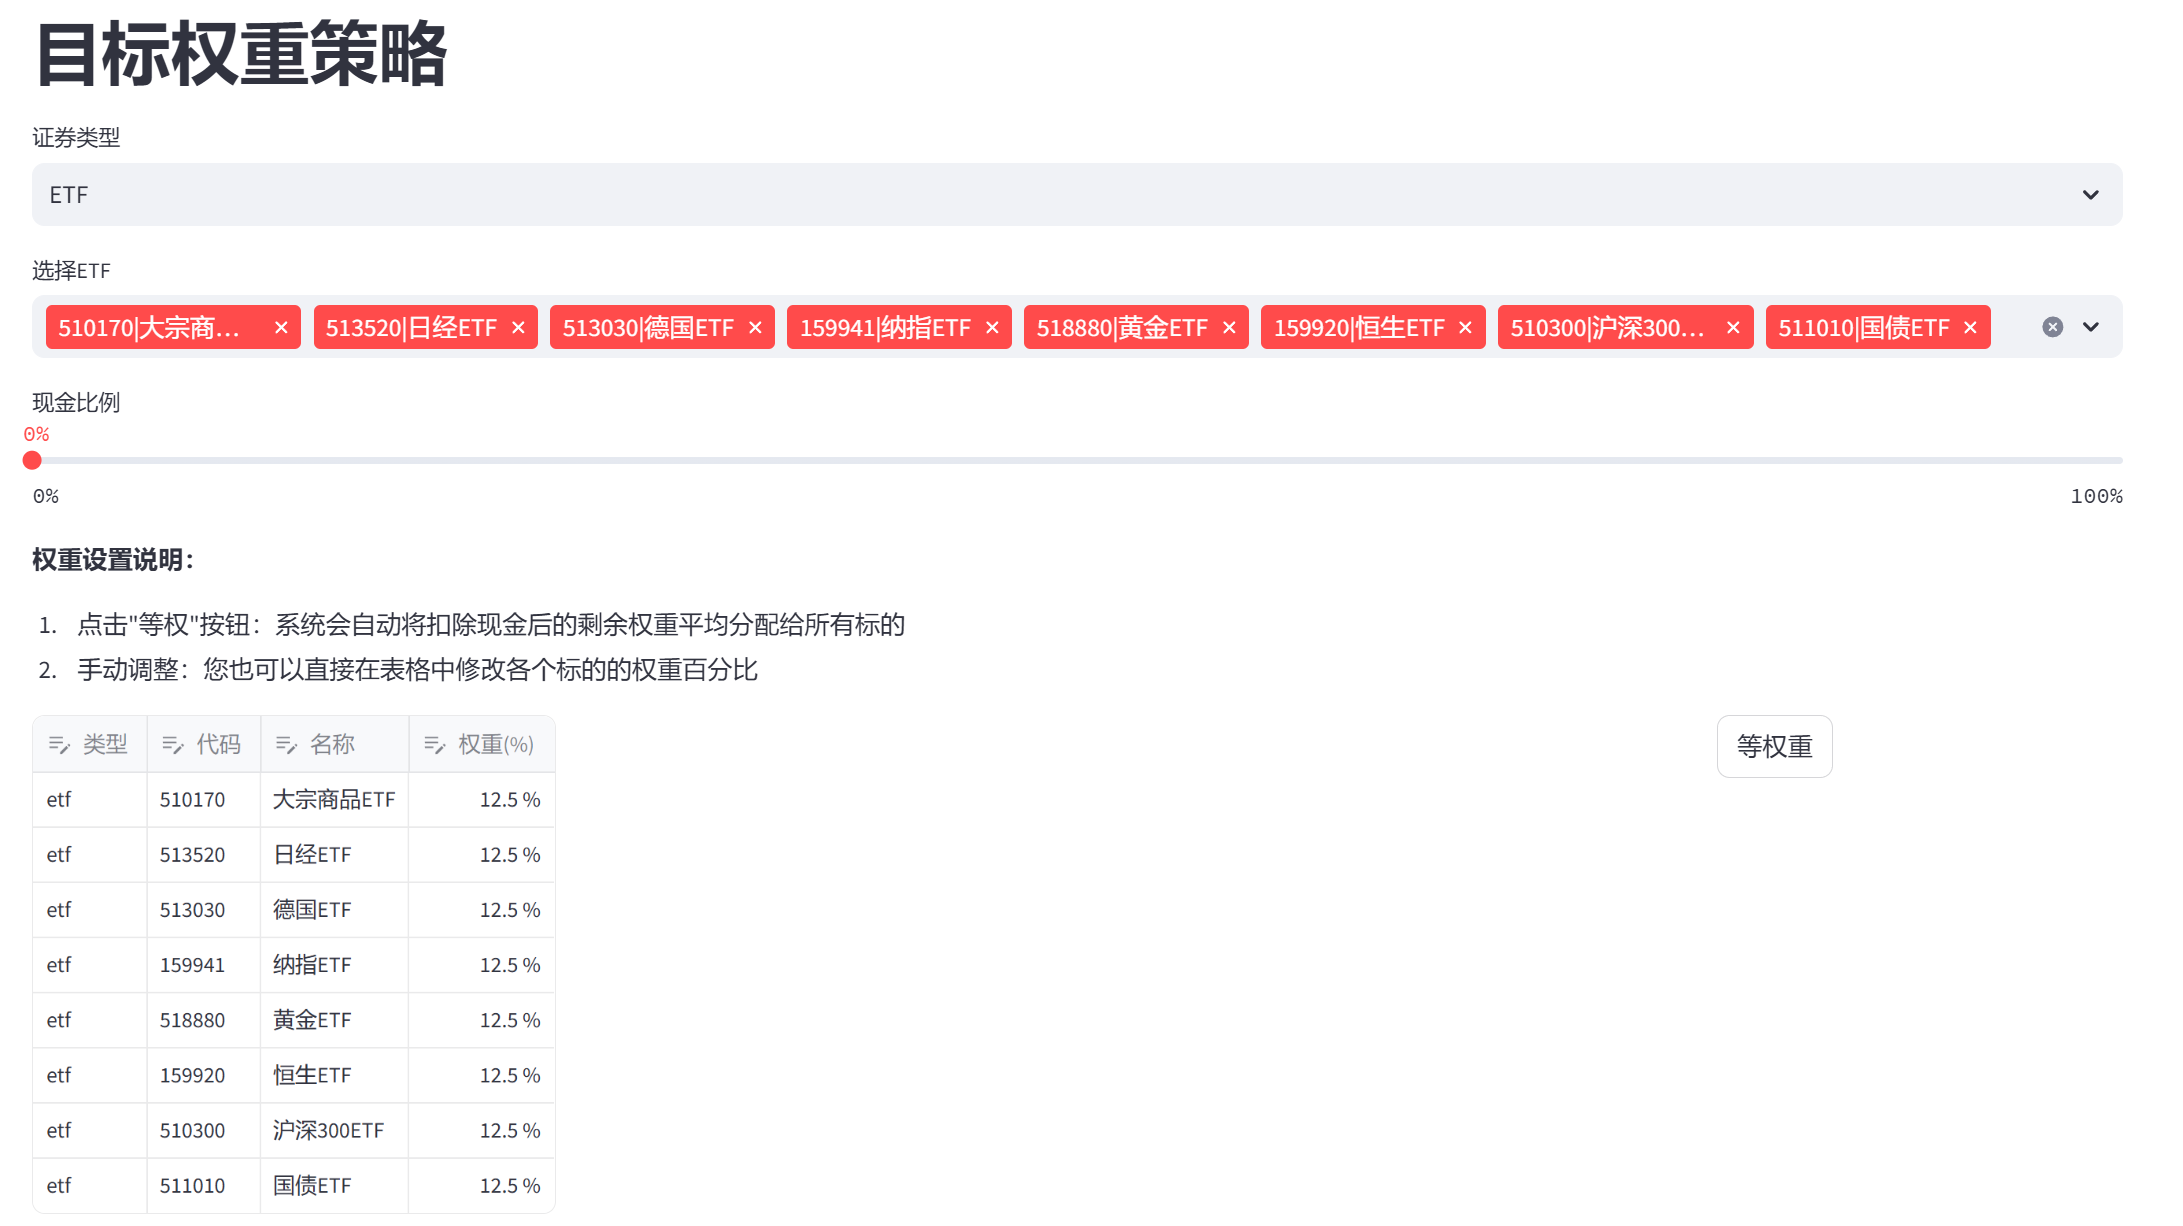 目标权重策略
证券类型
ETF
选择ETF
510170|大宗商... 513520|日经ETF 513030|德国ETF 159941|纳指ETF 518880|黄金ETF 159920|恒生ETF 510300|沪深300... 511010|国债ETF
现金比例
0%
0% 100%
权重设置说明：
1. 点击"等权"按钮：系统会自动将扣除现金后的剩余权重平均分配给所有标的
2. 手动调整：您也可以直接在表格中修改各个标的的权重百分比
类型 代码 名称 权重(%)
等权重
etf 510170 大宗商品ETF 12.5 %
etf 513520 日经ETF 12.5 %
etf 513030 德国ETF 12.5 %
etf 159941 纳指ETF 12.5 %
etf 518880 黄金ETF 12.5 %
etf 159920 恒生ETF 12.5 %
etf 510300 沪深300ETF 12.5 %
etf 511010 国债ETF 12.5 %